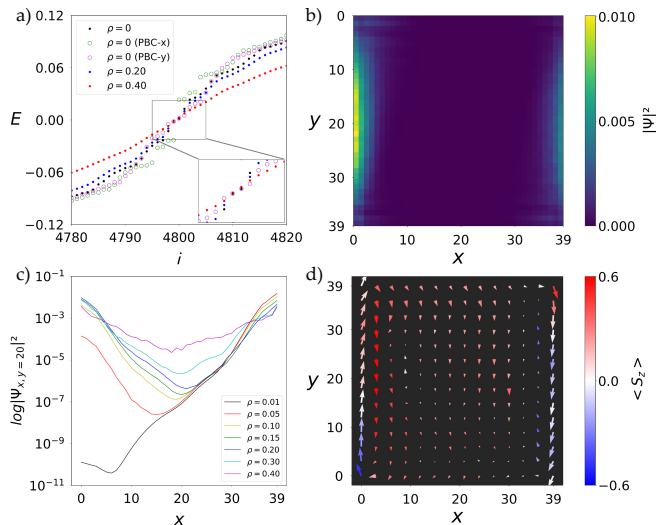 a)
E
0.12
0.06
0.00
−0.06
−0.12
ρ = 0
ρ = 0 (PBC-x)
ρ = 0 (PBC-y)
ρ = 0.20
ρ = 0.40
4780 4790 4800 4810 4820
i
b)
y
0
10
20
30
39
0 10 20 30 39
x
0.010
0.005
0.000
|Ψ|²
c)
log|Ψx, y = 20|²
10⁻¹
10⁻³
10⁻⁵
10⁻⁷
10⁻⁹
10⁻¹¹
ρ = 0.01
ρ = 0.05
ρ = 0.10
ρ = 0.15
ρ = 0.20
ρ = 0.30
ρ = 0.40
0 10 20 30 39
x
d)
y
39
30
20
10
0
0 10 20 30 39
x
0.6
0.0
−0.6
< Sz >